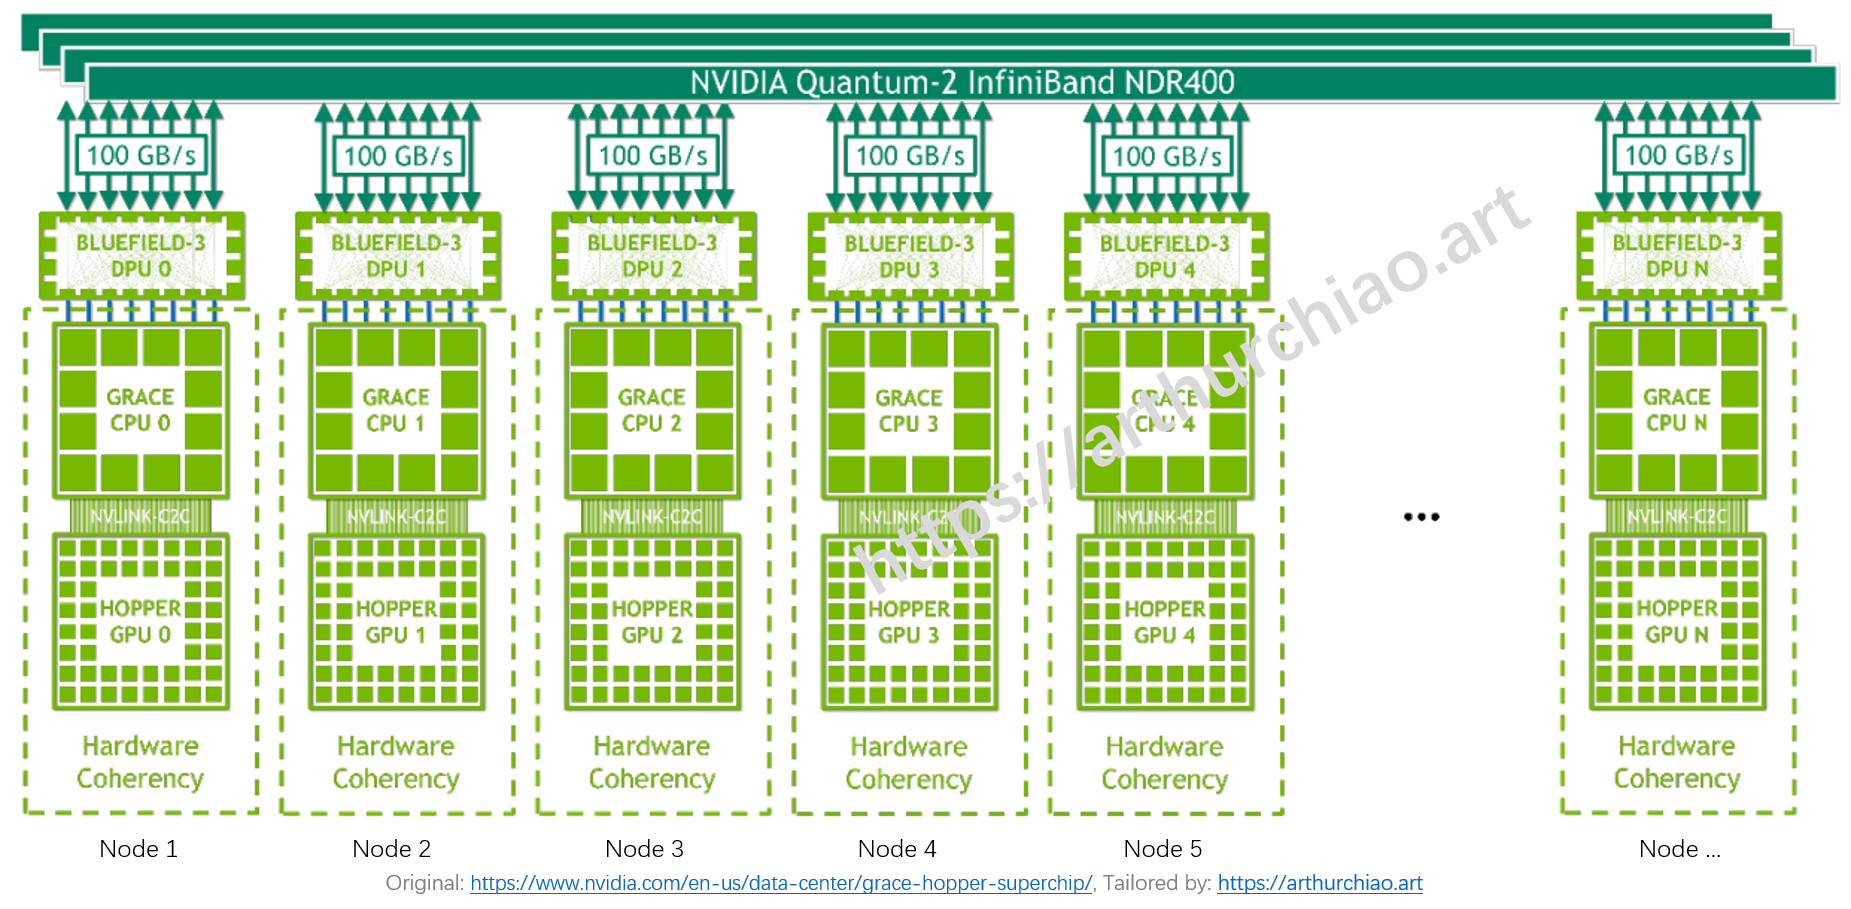 NVIDIA Quantum-2 InfiniBand NDR400
100 GB/s
100 GB/s
100 GB/s
100 GB/s
100 GB/s
100 GB/s
BLUEFIELD-3
DPU 0
BLUEFIELD-3
DPU 1
BLUEFIELD-3
DPU 2
BLUEFIELD-3
DPU 3
BLUEFIELD-3
DPU 4
BLUEFIELD-3
DPU N
GRACE
CPU 0
GRACE
CPU 1
GRACE
CPU 2
GRACE
CPU 3
GRACE
CPU 4
GRACE
CPU N
NVLINK-C2C
NVLINK-C2C
NVLINK-C2C
NVLINK-C2C
NVLINK-C2C
...
NVLINK-C2C
HOPPER
GPU 0
HOPPER
GPU 1
HOPPER
GPU 2
HOPPER
GPU 3
HOPPER
GPU 4
HOPPER
GPU N
Hardware
Coherency
Hardware
Coherency
Hardware
Coherency
Hardware
Coherency
Hardware
Coherency
Hardware
Coherency
Node 1
Node 2
Node 3
Node 4
Node 5
Node ...
Original: https://www.nvidia.com/en-us/data-center/grace-hopper-superchip/, Tailored by: https://arthurchiao.art
https://arthurchiao.art